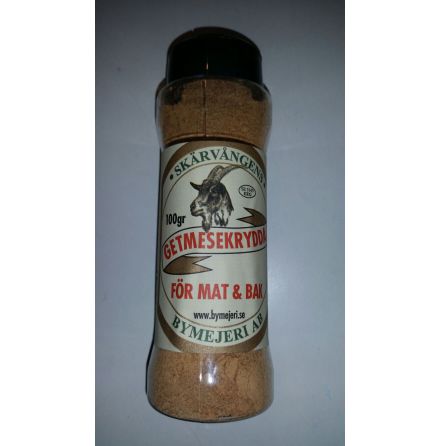 SKÄRVÅNGENS
100gr
GETMESEKRYDDA
FÖR MAT & BAK
www.bymejeri.se
BYMEJERI AB